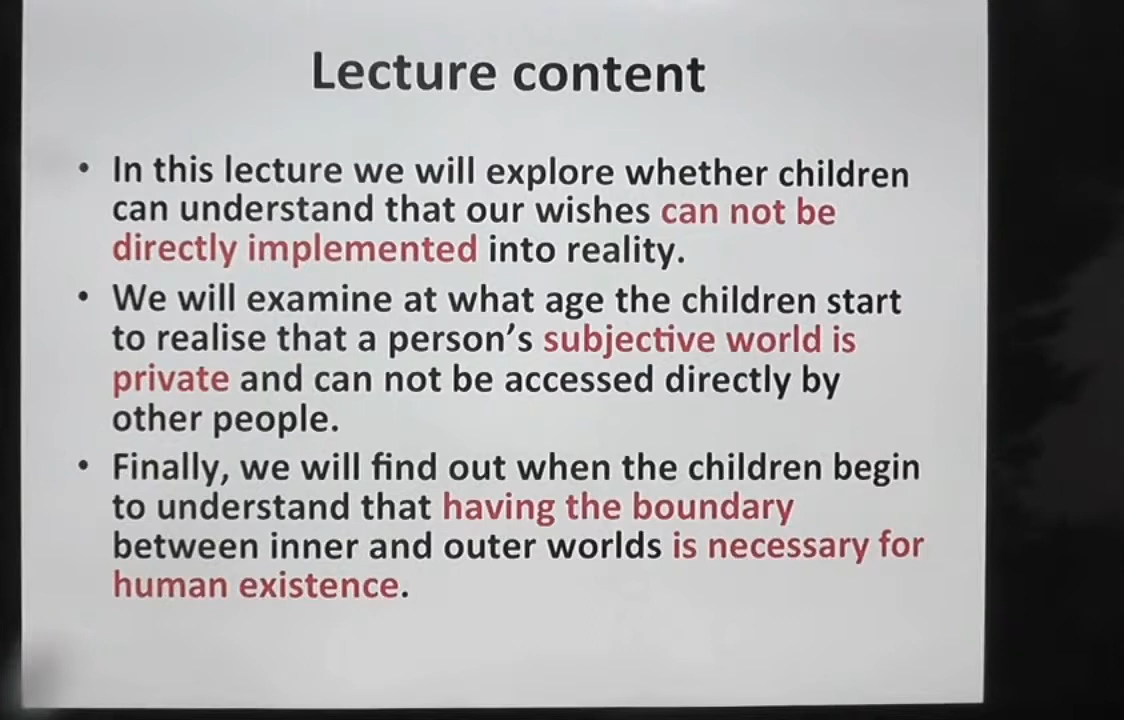 Lecture content
• In this lecture we will explore whether children
can understand that our wishes can not be
directly implemented into reality.
• We will examine at what age the children start
to realise that a person's subjective world is
private and can not be accessed directly by
other people.
• Finally, we will find out when the children begin
to understand that having the boundary
between inner and outer worlds is necessary for
human existence.